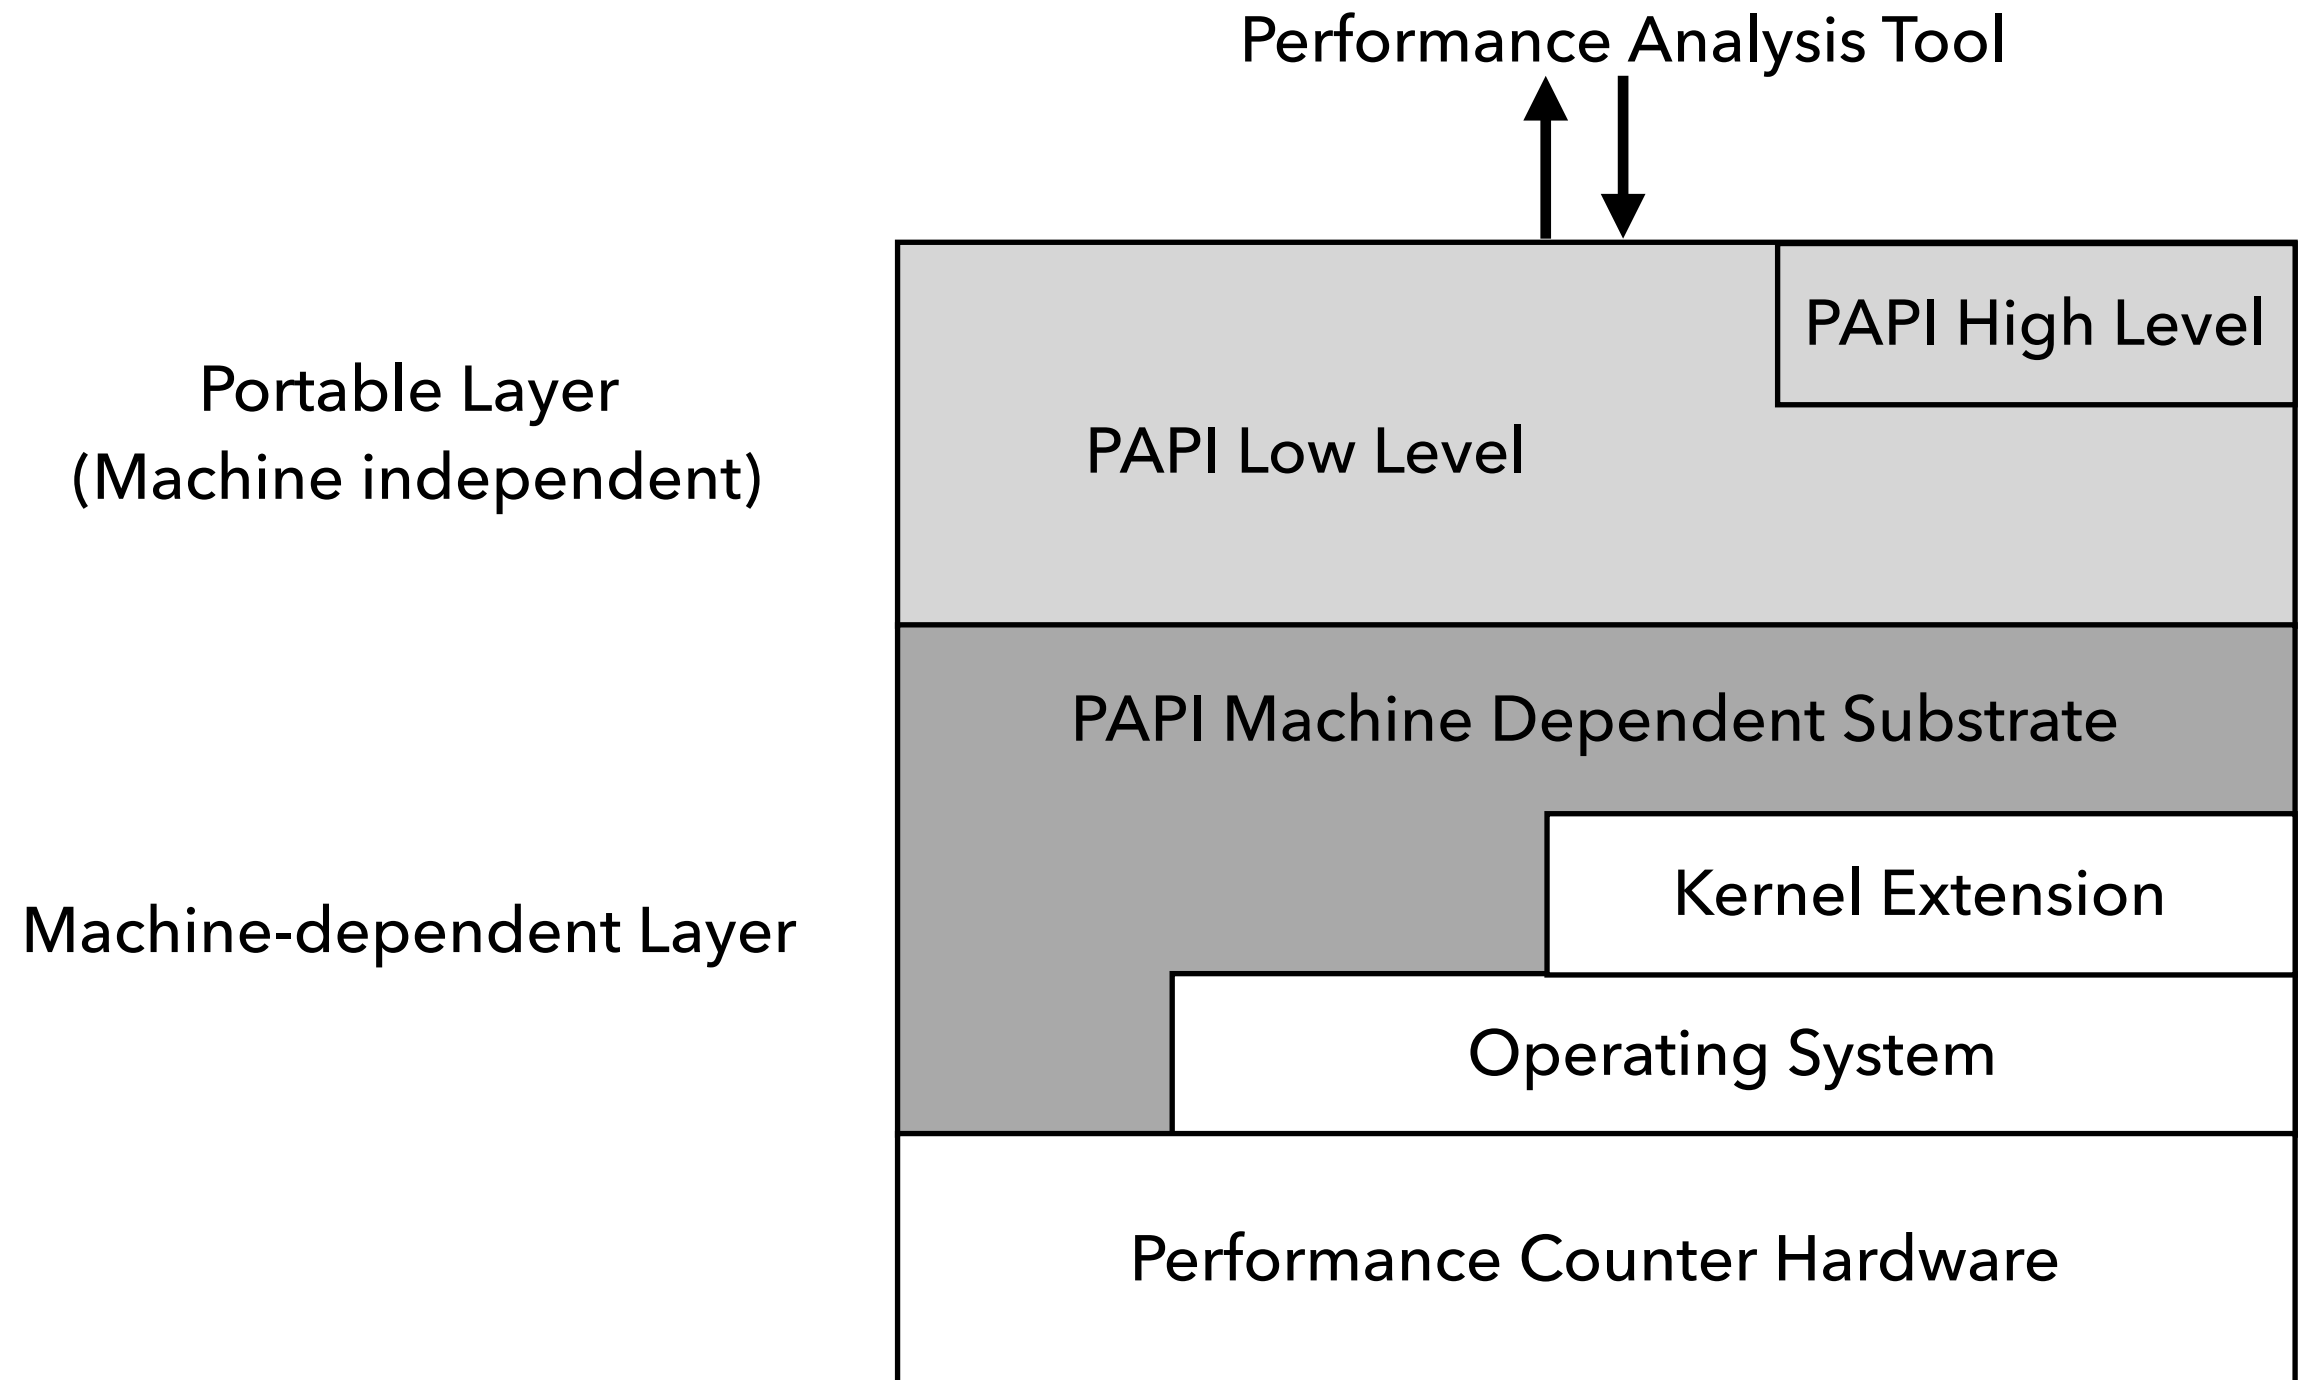 Performance Analysis Tool
PAPI High Level
Portable Layer
(Machine independent)
PAPI Low Level
PAPI Machine Dependent Substrate
Kernel Extension
Machine-dependent Layer
Operating System
Performance Counter Hardware